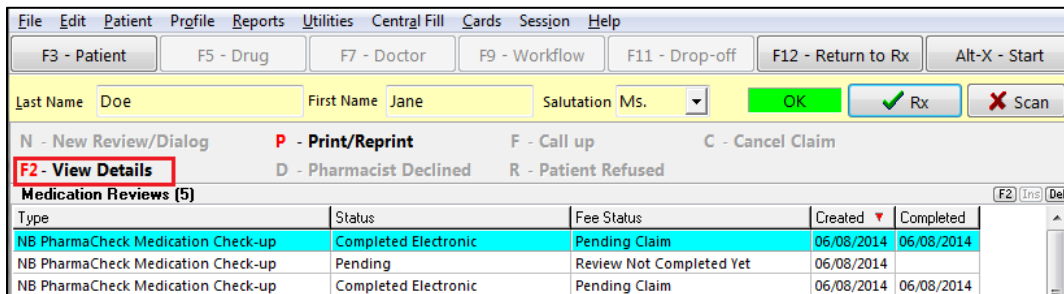 File Edit Patient Profile Reports Utilities Central Fill Cards Session Help
F3 - Patient F5 - Drug F7 - Doctor F9 - Workflow F11 - Drop-off F12 - Return to Rx Alt-X - Start
Last Name Doe First Name Jane Salutation Ms. OK Rx Scan
N - New Review/Dialog P - Print/Reprint F - Call up C - Cancel Claim
F2 - View Details D - Pharmacist Declined R - Patient Refused
Medication Reviews (5) F2 Ins Del
Type Status Fee Status Created Completed
NB PharmaCheck Medication Check-up Completed Electronic Pending Claim 06/08/2014 06/08/2014
NB PharmaCheck Medication Check-up Pending Review Not Completed Yet 06/08/2014
NB PharmaCheck Medication Check-up Completed Electronic Pending Claim 06/08/2014 06/08/2014